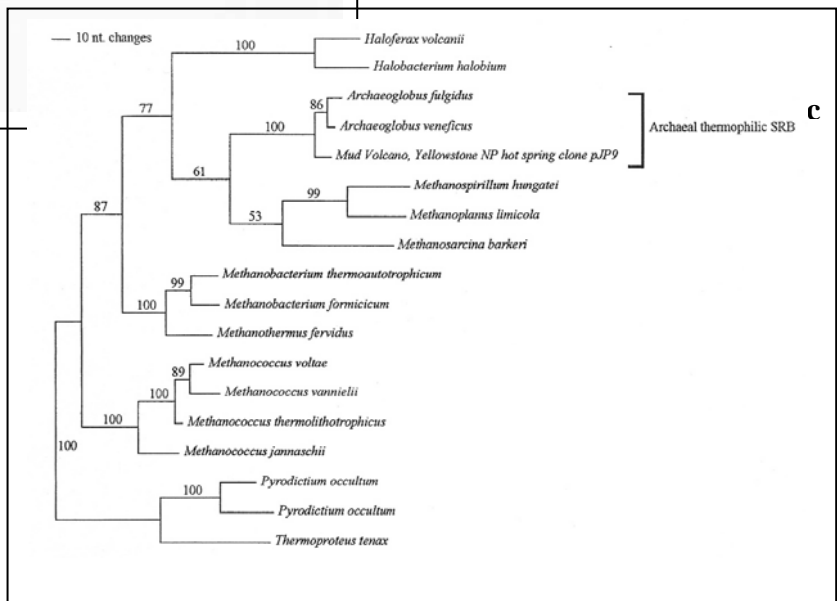 10 nt. changes
100
Haloferax volcanii
Halobacterium halobium
77
86
Archaeoglobus fulgidus
c
100
Archaeoglobus veneficus
Archaeal thermophilic SRB
Mud Volcano, Yellowstone NP hot spring clone pJP9
61
99
Methanospirillum hungatei
87
53
Methanoplanus limicola
Methanosarcina barkeri
99
Methanobacterium thermoautotrophicum
100
Methanobacterium formicicum
Methanothermus fervidus
89
Methanococcus voltae
100
Methanococcus vannielii
100
Methanococcus thermolithotrophicus
100
Methanococcus jannaschii
100
Pyrodictium occultum
Pyrodictium occultum
Thermoproteus tenax